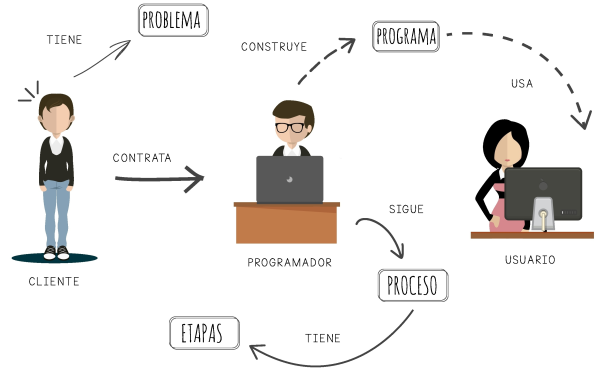 PROBLEMA
TIENE
CONSTRUYE
PROGRAMA
USA
CONTRATA
SIGUE
CLIENTE
PROGRAMADOR
USUARIO
PROCESO
ETAPAS
TIENE